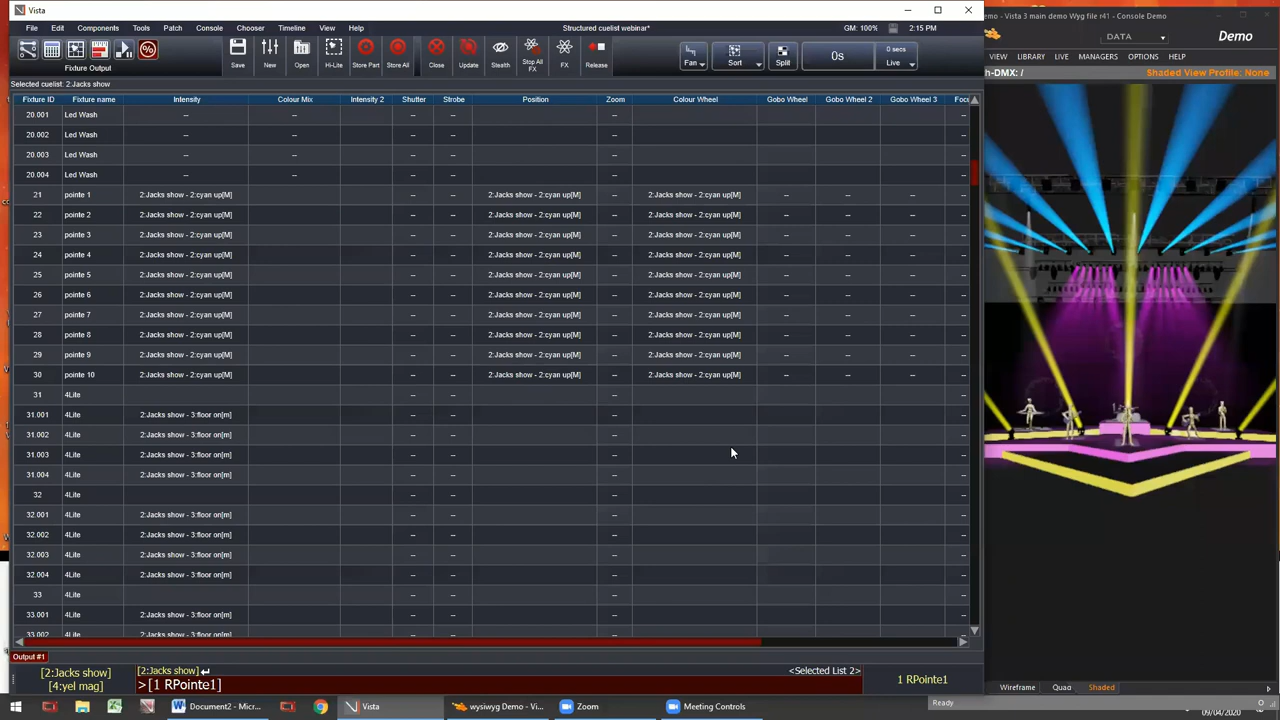 Vista
File Edit Components Tools Patch Console Chooser Timeline View Help Structured cuelist webinar* GM: 100% 2:15 PM
Fixture Output Save New Open Hi-Lite Store Part Store All Close Update Stealth Stop All FX FX Release Fan Sort Split 0s 0 secs Live
Selected cuelist: 2:Jacks show
Fixture ID Fixture name Intensity Colour Mix Intensity 2 Shutter Strobe Position Zoom Colour Wheel Gobo Wheel Gobo Wheel 2 Gobo Wheel 3 Focu
20.001 Led Wash -- -- -- -- -- --
20.002 Led Wash -- -- -- -- -- --
20.003 Led Wash -- -- -- -- -- --
20.004 Led Wash -- -- -- -- -- --
21 pointe 1 2:Jacks show - 2:cyan up[M] -- -- 2:Jacks show - 2:cyan up[M] -- 2:Jacks show - 2:cyan up[M] -- -- -- --
22 pointe 2 2:Jacks show - 2:cyan up[M] -- -- 2:Jacks show - 2:cyan up[M] -- 2:Jacks show - 2:cyan up[M] -- -- -- --
23 pointe 3 2:Jacks show - 2:cyan up[M] -- -- 2:Jacks show - 2:cyan up[M] -- 2:Jacks show - 2:cyan up[M] -- -- -- --
24 pointe 4 2:Jacks show - 2:cyan up[M] -- -- 2:Jacks show - 2:cyan up[M] -- 2:Jacks show - 2:cyan up[M] -- -- -- --
25 pointe 5 2:Jacks show - 2:cyan up[M] -- -- 2:Jacks show - 2:cyan up[M] -- 2:Jacks show - 2:cyan up[M] -- -- -- --
26 pointe 6 2:Jacks show - 2:cyan up[M] -- -- 2:Jacks show - 2:cyan up[M] -- 2:Jacks show - 2:cyan up[M] -- -- -- --
27 pointe 7 2:Jacks show - 2:cyan up[M] -- -- 2:Jacks show - 2:cyan up[M] -- 2:Jacks show - 2:cyan up[M] -- -- -- --
28 pointe 8 2:Jacks show - 2:cyan up[M] -- -- 2:Jacks show - 2:cyan up[M] -- 2:Jacks show - 2:cyan up[M] -- -- -- --
29 pointe 9 2:Jacks show - 2:cyan up[M] -- -- 2:Jacks show - 2:cyan up[M] -- 2:Jacks show - 2:cyan up[M] -- -- -- --
30 pointe 10 2:Jacks show - 2:cyan up[M] -- -- 2:Jacks show - 2:cyan up[M] -- 2:Jacks show - 2:cyan up[M] -- -- -- --
31 4Lite -- -- -- --
31.001 4Lite 2:Jacks show - 3:floor on[m] -- -- -- --
31.002 4Lite 2:Jacks show - 3:floor on[m] -- -- -- --
31.003 4Lite 2:Jacks show - 3:floor on[m] -- -- -- --
31.004 4Lite 2:Jacks show - 3:floor on[m] -- -- -- --
32 4Lite -- -- -- --
32.001 4Lite 2:Jacks show - 3:floor on[m] -- -- -- --
32.002 4Lite 2:Jacks show - 3:floor on[m] -- -- -- --
32.003 4Lite 2:Jacks show - 3:floor on[m] -- -- -- --
32.004 4Lite 2:Jacks show - 3:floor on[m] -- -- -- --
33 4Lite -- -- -- --
33.001 4Lite 2:Jacks show - 3:floor on[m] -- -- -- --
33.002 4Lite 2:Jacks show - 3:floor on[m] -- -- -- --
Output #1
[2:Jacks show] [2:Jacks show] <Selected List 2>
[4:yel mag] >[1 RPointe1] 1 RPointe1
emo - Vista 3 main demo Wyg file r41 - Console Demo
DATA Demo
VIEW LIBRARY LIVE MANAGERS OPTIONS HELP
h-DMX: / Shaded View Profile: None
Wireframe Quad Shaded
Ready
Document2 - Micr... Vista wysiwyg Demo - Vi... Zoom Meeting Controls 09/04/2020